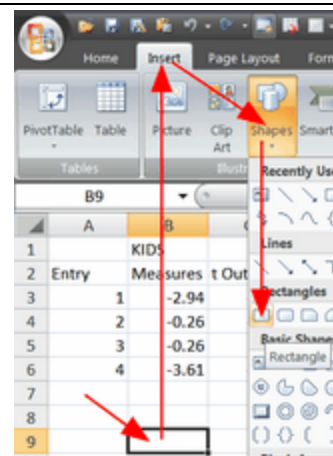 Home Insert Page Layout Form
PivotTable Table Picture Clip Art Shapes Smart
Tables Illustr
B9
Recently Us
A B
1 KIDS
Lines
2 Entry Measures t Out
3 1 -2.94
Rectangles
4 2 -0.26
5 3 -0.26
Basic Shape
6 4 -3.61
Rectangle
7
8
9